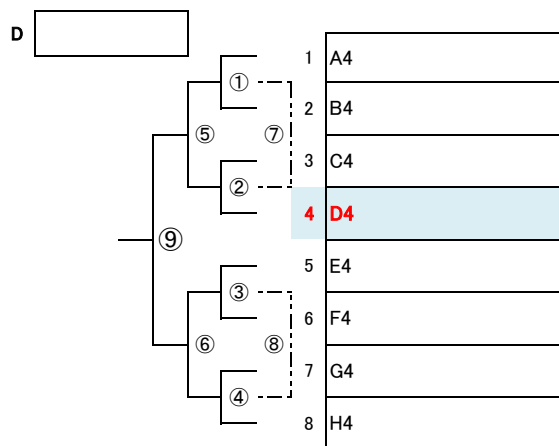 D
1 A4
①
2 B4
⑤ ⑦
3 C4
②
4 D4
⑨
5 E4
③
6 F4
⑥ ⑧
7 G4
④
8 H4